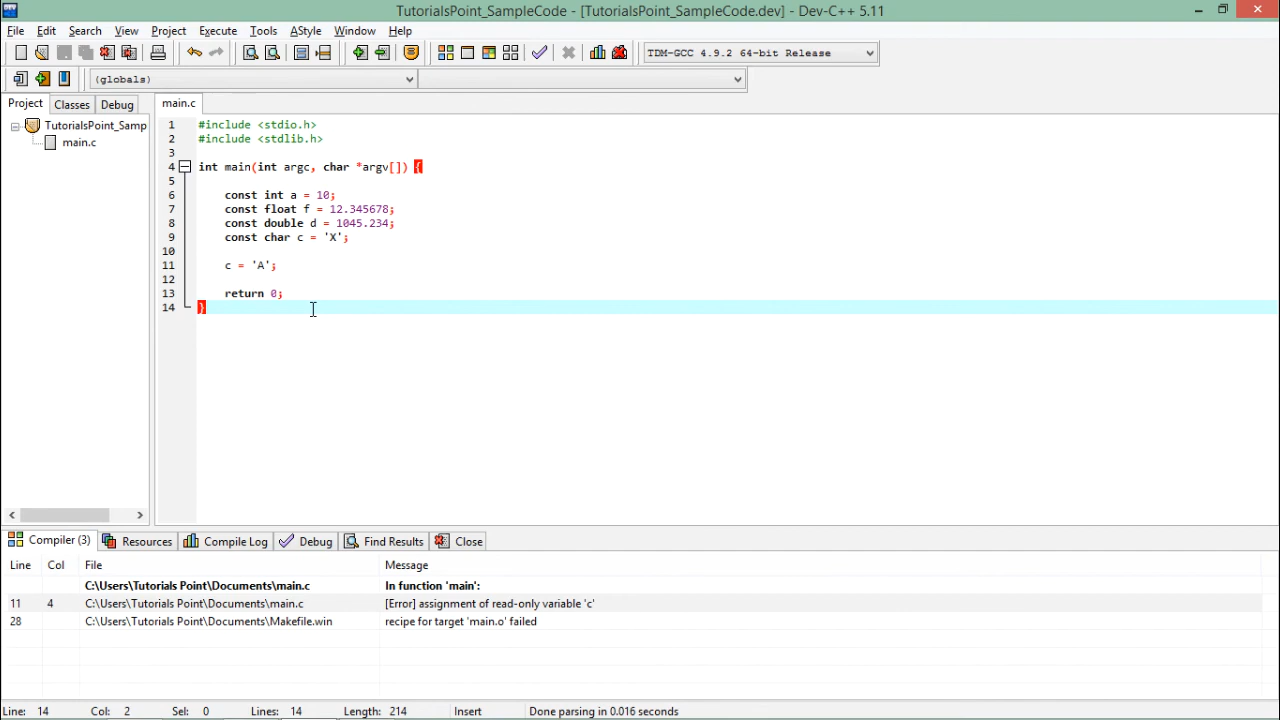 TutorialsPoint_SampleCode - [TutorialsPoint_SampleCode.dev] - Dev-C++ 5.11
File Edit Search View Project Execute Tools AStyle Window Help
TDM-GCC 4.9.2 64-bit Release
(globals)
Project Classes Debug
main.c
TutorialsPoint_Samp
main.c
1 #include <stdio.h>
2 #include <stdlib.h>
3
4 int main(int argc, char *argv[]) {
5
6 const int a = 10;
7 const float f = 12.345678;
8 const double d = 1045.234;
9 const char c = 'X';
10
11 c = 'A';
12
13 return 0;
14 }
Compiler (3) Resources Compile Log Debug Find Results Close
Line Col File Message
C:\Users\Tutorials Point\Documents\main.c In function 'main':
11 4 C:\Users\Tutorials Point\Documents\main.c [Error] assignment of read-only variable 'c'
28 C:\Users\Tutorials Point\Documents\Makefile.win recipe for target 'main.o' failed
Line: 14 Col: 2 Sel: 0 Lines: 14 Length: 214 Insert Done parsing in 0.016 seconds